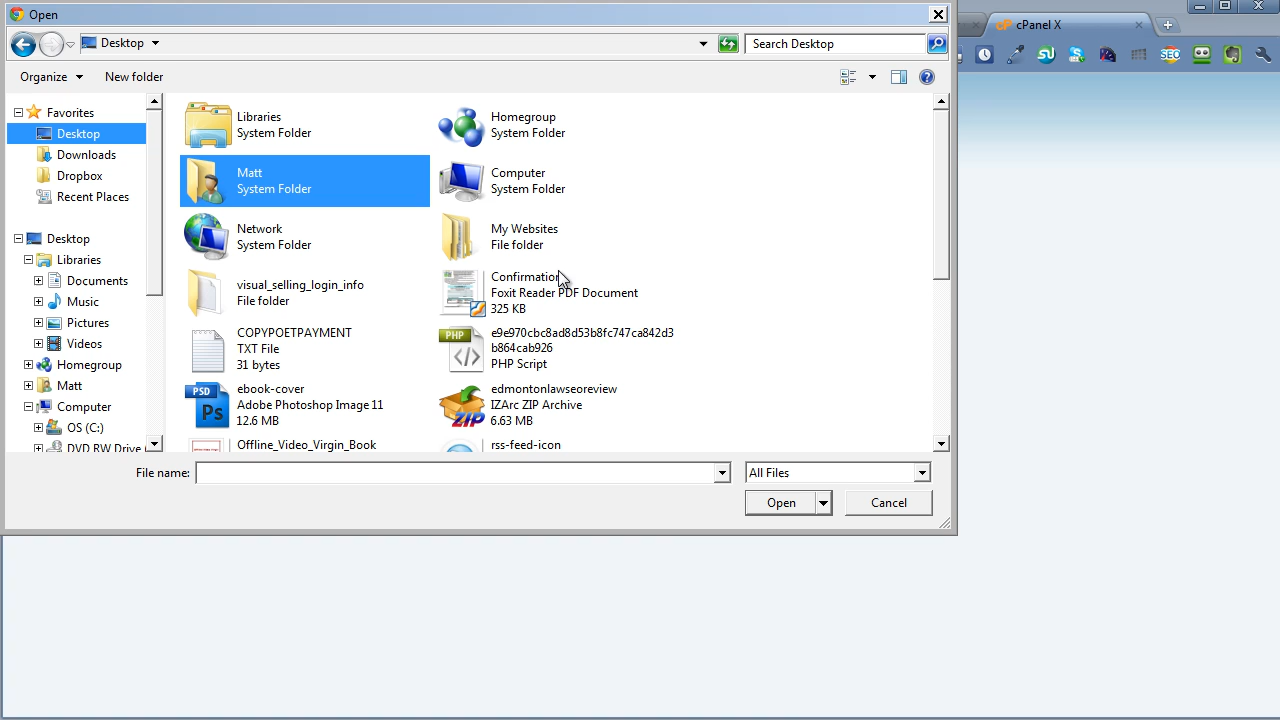 Open
cPanel X
Desktop
Search Desktop
Organize
New folder
Favorites
Desktop
Downloads
Dropbox
Recent Places
Desktop
Libraries
Documents
Music
Pictures
Videos
Homegroup
Matt
Computer
OS (C:)
DVD RW Drive
Libraries
System Folder
Homegroup
System Folder
Matt
System Folder
Computer
System Folder
Network
System Folder
My Websites
File folder
visual_selling_login_info
File folder
Confirmation
Foxit Reader PDF Document
325 KB
COPYPOETPAYMENT
TXT File
31 bytes
PHP
e9e970cbc8ad8d53b8fc747ca842d3
b864cab926
PHP Script
PSD
Ps
ebook-cover
Adobe Photoshop Image 11
12.6 MB
ZIP
edmontonlawseoreview
IZArc ZIP Archive
6.63 MB
Offline_Video_Virgin_Book
rss-feed-icon
File name:
All Files
Open
Cancel
SEO